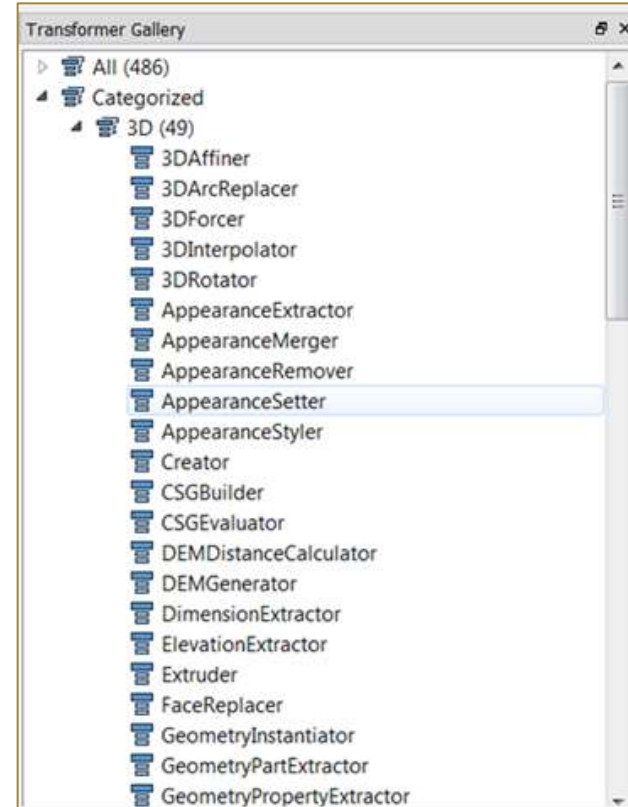 Transformer Gallery
All (486)
Categorized
3D (49)
3DAffiner
3DArcReplacer
3DForcer
3DInterpolator
3DRotator
AppearanceExtractor
AppearanceMerger
AppearanceRemover
AppearanceSetter
AppearanceStyler
Creator
CSGBuilder
CSGEvaluator
DEMDistanceCalculator
DEMGenerator
DimensionExtractor
ElevationExtractor
Extruder
FaceReplacer
GeometryInstantiator
GeometryPartExtractor
GeometryPropertyExtractor